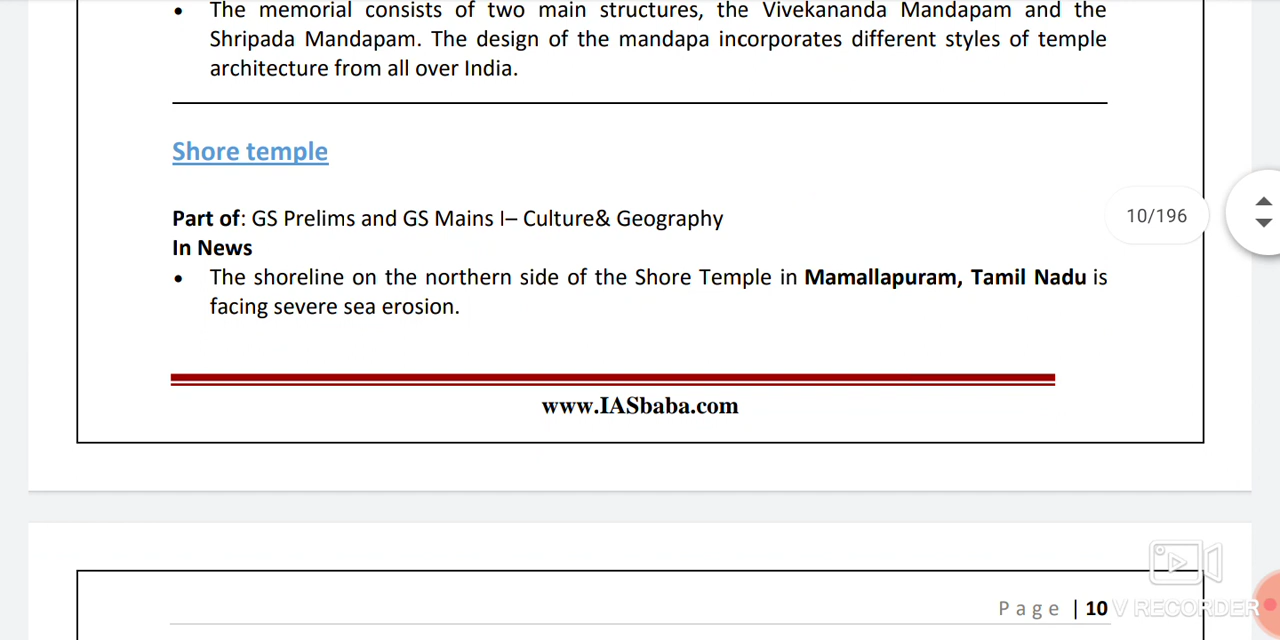 • The memorial consists of two main structures, the Vivekananda Mandapam and the
Shripada Mandapam. The design of the mandapa incorporates different styles of temple
architecture from all over India.
Shore temple
Part of: GS Prelims and GS Mains I– Culture& Geography
10/196
In News
• The shoreline on the northern side of the Shore Temple in Mamallapuram, Tamil Nadu is
facing severe sea erosion.
www.IASbaba.com
Page | 10
V RECORDER